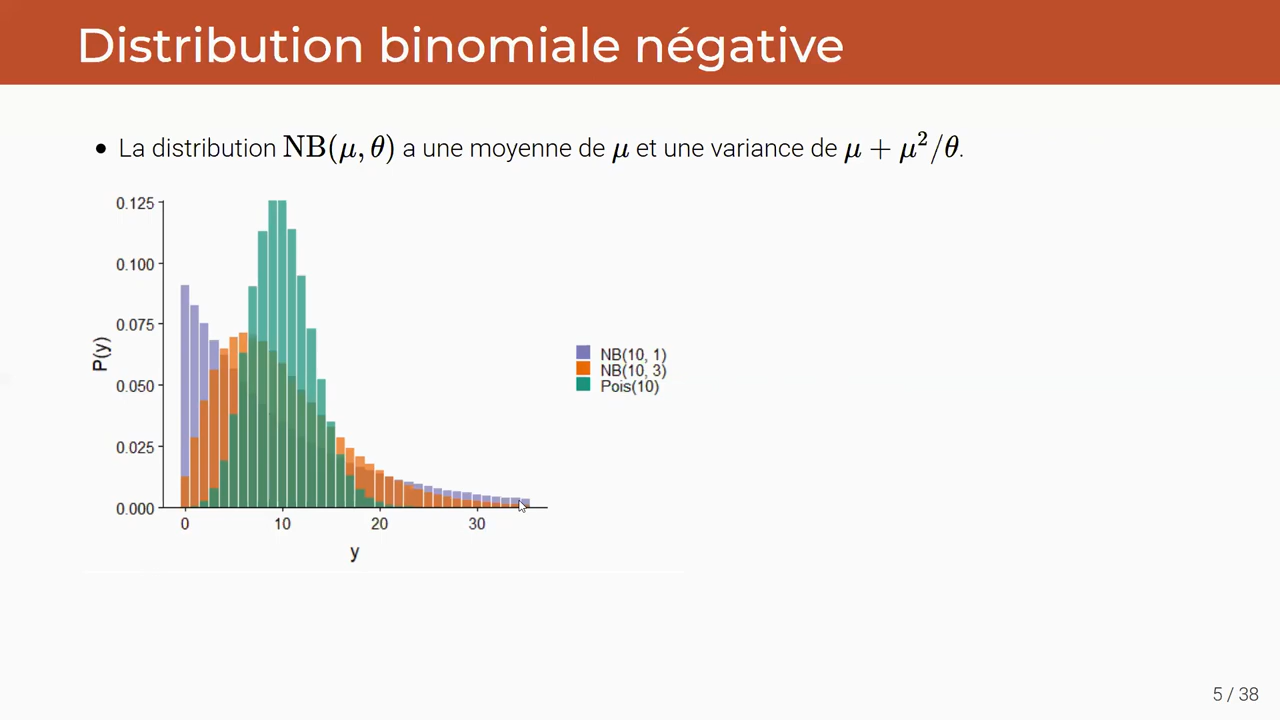 Distribution binomiale négative
• La distribution NB(μ, θ) a une moyenne de μ et une variance de μ + μ²/θ.
0.125
0.100
0.075
0.050
0.025
0.000
P(y)
0 10 20 30
y
NB(10, 1)
NB(10, 3)
Pois(10)
5 / 38